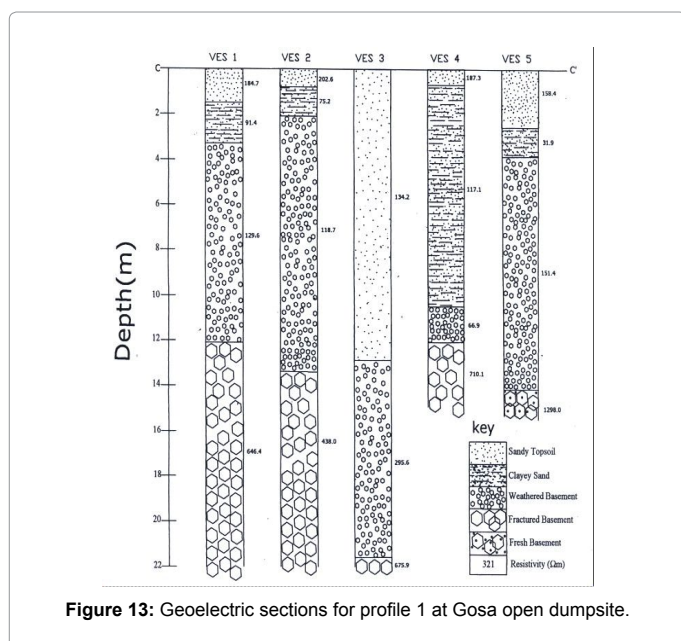 VES 1 VES 2 VES 3 VES 4 VES 5
C C'
Depth(m)
2
4
6
8
10
12
14
16
18
20
22
184.7
91.4
129.6
646.4
202.6
75.2
118.7
438.0
134.2
295.6
675.9
187.3
117.1
66.9
710.1
158.4
31.9
151.4
1298.0
key
Sandy Topsoil
Clayey Sand
Weathered Basement
Fractured Basement
Fresh Basement
321 Resistivity (Ωm)
Figure 13: Geoelectric sections for profile 1 at Gosa open dumpsite.